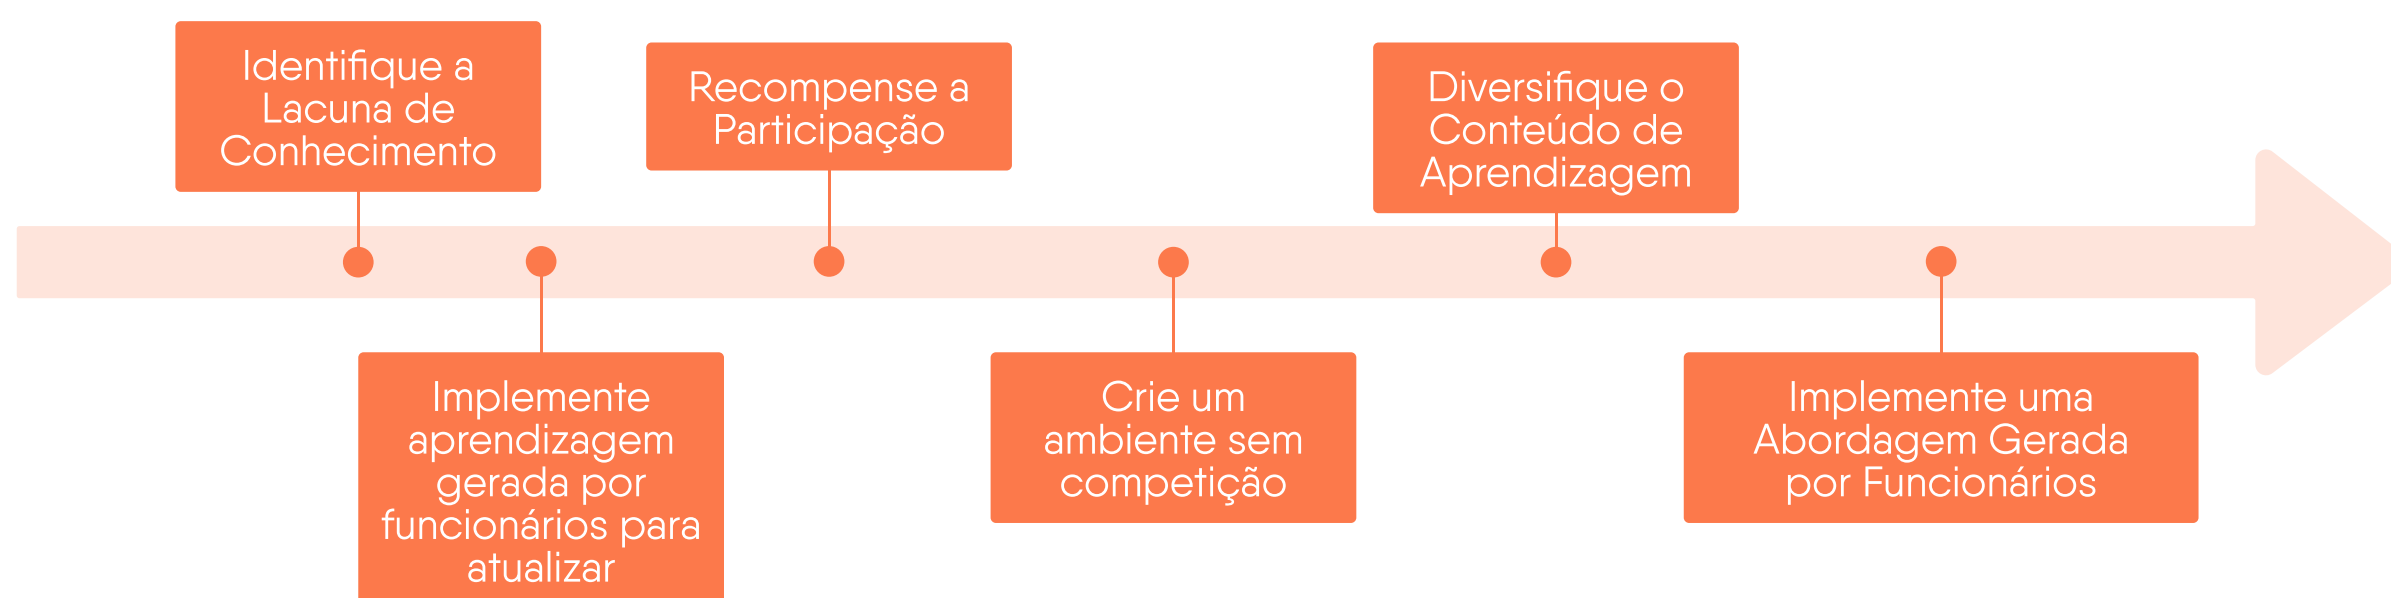 Identifique a
Lacuna de
Conhecimento
Implemente
aprendizagem
gerada por
funcionários para
atualizar
Recompense a
Participação
Crie um
ambiente sem
competição
Diversifique o
Conteúdo de
Aprendizagem
Implemente uma
Abordagem Gerada
por Funcionários